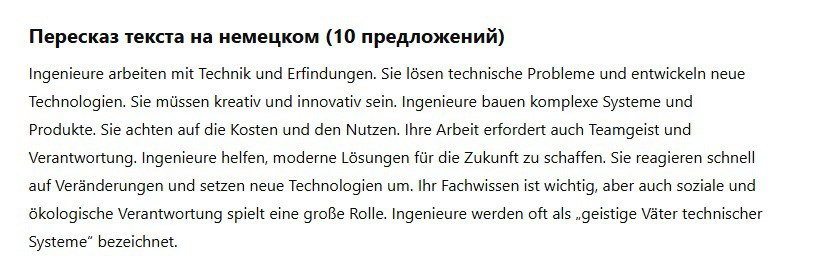 Пересказ текста на немецком (10 предложений)
Ingenieure arbeiten mit Technik und Erfindungen. Sie lösen technische Probleme und entwickeln neue
Technologien. Sie müssen kreativ und innovativ sein. Ingenieure bauen komplexe Systeme und
Produkte. Sie achten auf die Kosten und den Nutzen. Ihre Arbeit erfordert auch Teamgeist und
Verantwortung. Ingenieure helfen, moderne Lösungen für die Zukunft zu schaffen. Sie reagieren schnell
auf Veränderungen und setzen neue Technologien um. Ihr Fachwissen ist wichtig, aber auch soziale und
ökologische Verantwortung spielt eine große Rolle. Ingenieure werden oft als „geistige Väter technischer
Systeme“ bezeichnet.